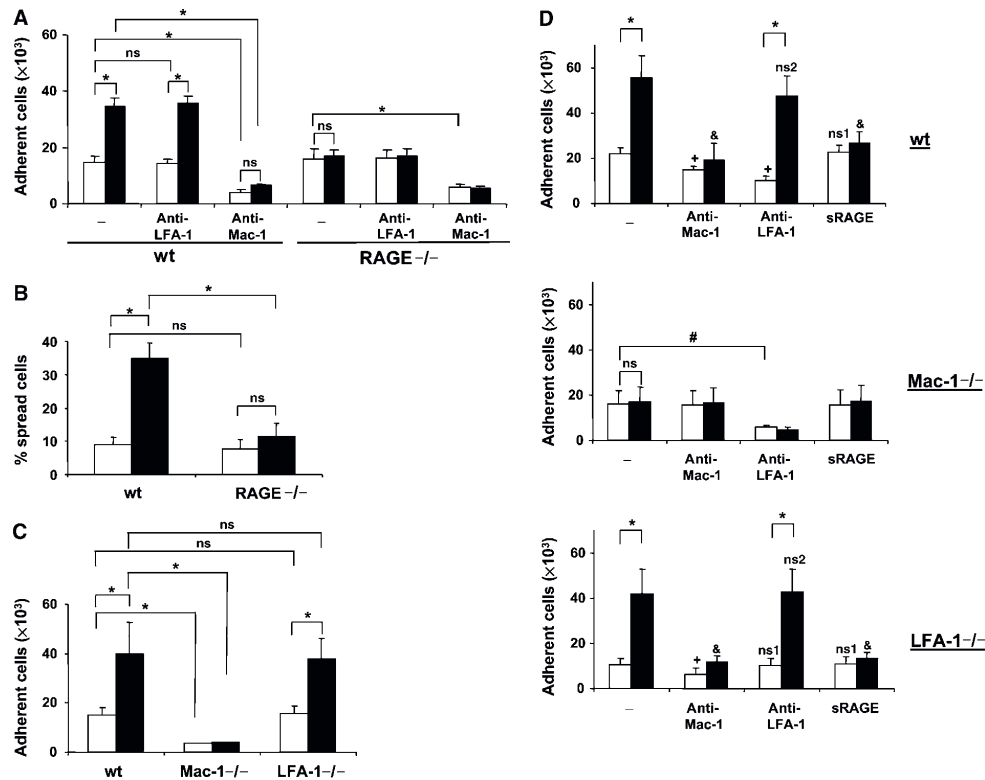 A
Adherent cells (×10³)
60
40
20
0
*
*
ns
*
*
ns
*
ns
– Anti-LFA-1 Anti-Mac-1 – Anti-LFA-1 Anti-Mac-1
wt RAGE−/−
B
% spread cells
40
30
20
10
0
*
*
ns
ns
wt RAGE−/−
C
Adherent cells (×10³)
60
40
20
0
ns
ns
*
*
*
*
wt Mac-1−/− LFA-1−/−
D
Adherent cells (×10³)
60
40
20
0
* *
+ & + ns2 ns1 &
– Anti-Mac-1 Anti-LFA-1 sRAGE
wt
Adherent cells (×10³)
60
40
20
0
#
ns
– Anti-Mac-1 Anti-LFA-1 sRAGE
Mac-1−/−
Adherent cells (×10³)
60
40
20
0
* *
+ & ns1 ns2 ns1 &
– Anti-Mac-1 Anti-LFA-1 sRAGE
LFA-1−/−